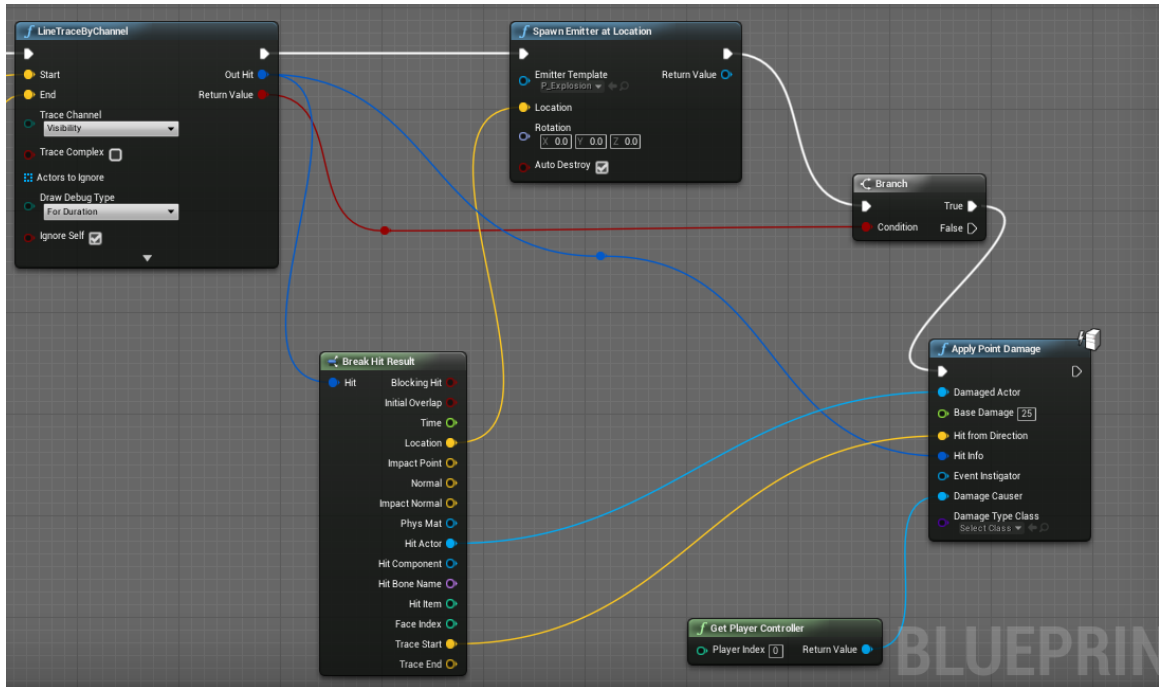 LineTraceByChannel
Start
Out Hit
End
Return Value
Trace Channel
Visibility
Trace Complex
Actors to Ignore
Draw Debug Type
For Duration
Ignore Self
Spawn Emitter at Location
Emitter Template
Return Value
P_Explosion
Location
Rotation
X 0.0 Y 0.0 Z 0.0
Auto Destroy
Branch
True
Condition
False
Break Hit Result
Hit
Blocking Hit
Initial Overlap
Time
Location
Impact Point
Normal
Impact Normal
Phys Mat
Hit Actor
Hit Component
Hit Bone Name
Hit Item
Face Index
Trace Start
Trace End
Apply Point Damage
Damaged Actor
Base Damage 25
Hit from Direction
Hit Info
Event Instigator
Damage Causer
Damage Type Class
Select Class
Get Player Controller
Player Index 0
Return Value
BLUEPRIN